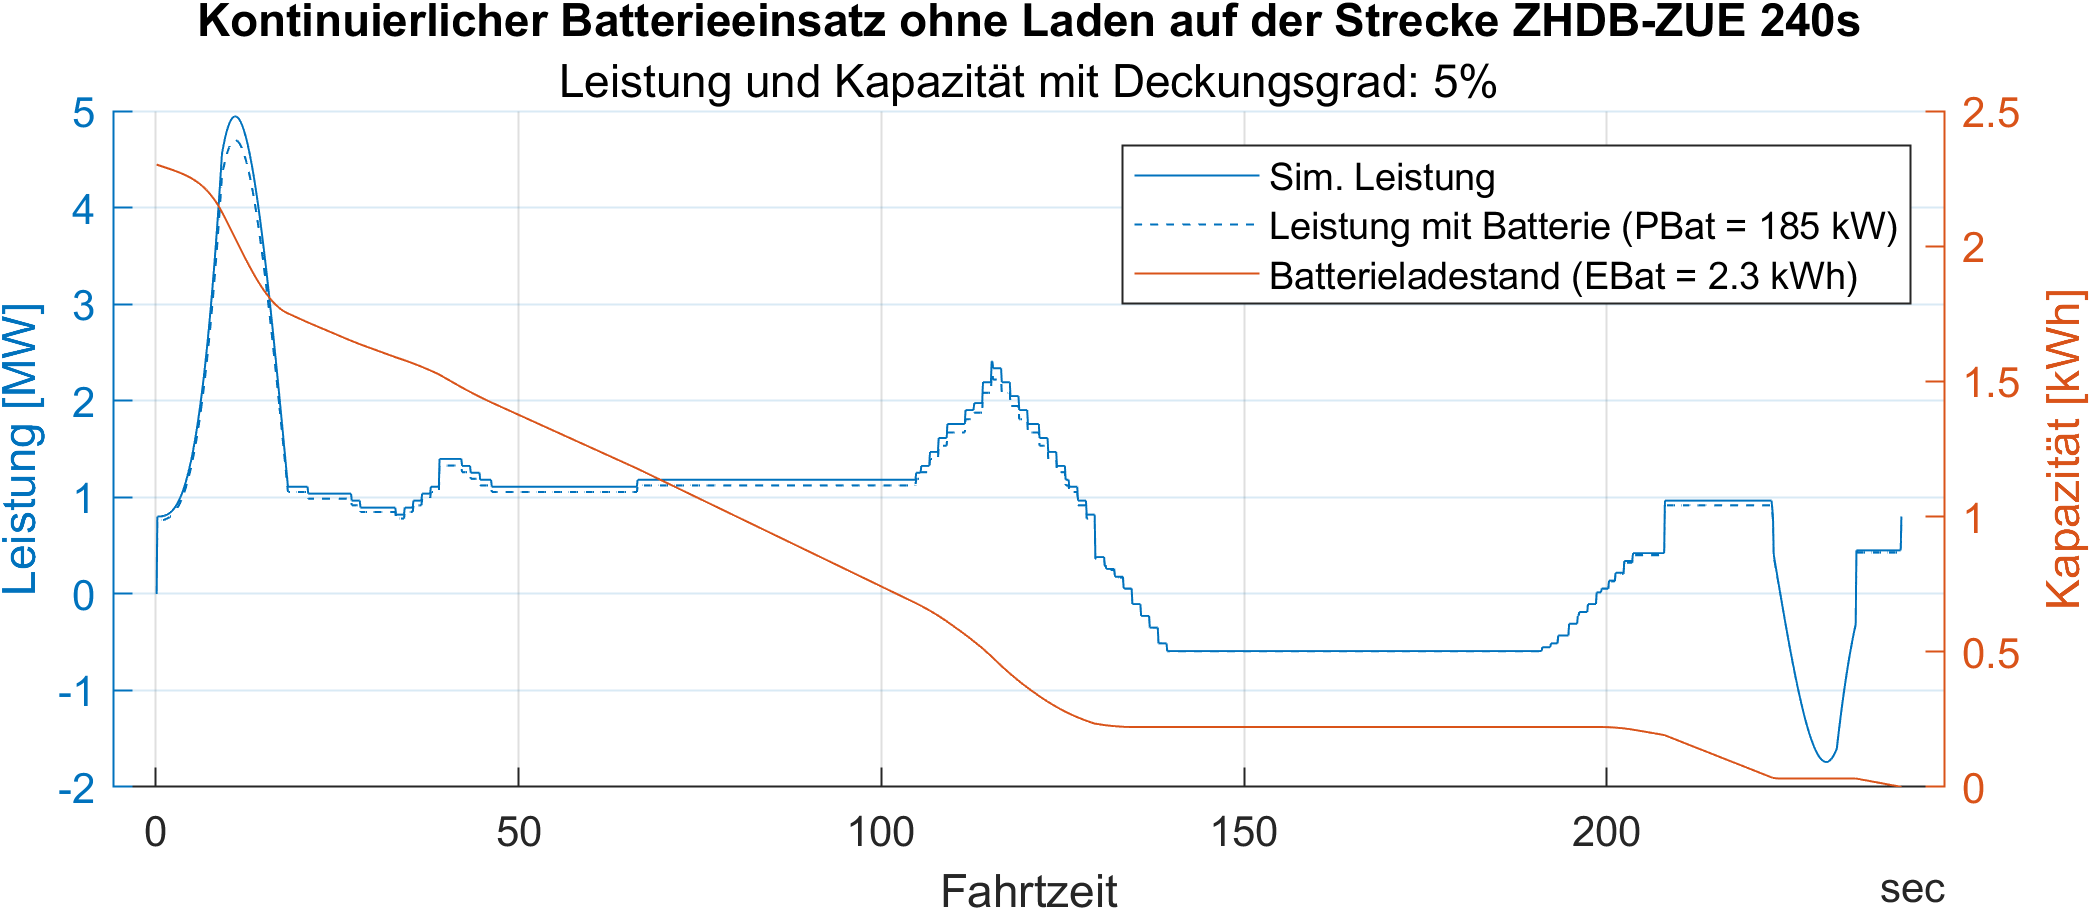 Kontinuierlicher Batterieeinsatz ohne Laden auf der Strecke ZHDB-ZUE 240s
Leistung und Kapazität mit Deckungsgrad: 5%
Leistung [MW]
5
4
3
2
1
0
-1
-2
Sim. Leistung
Leistung mit Batterie (PBat = 185 kW)
Batterieladestand (EBat = 2.3 kWh)
2.5
2
1.5
1
0.5
0
Kapazität [kWh]
0 50 100 150 200
Fahrtzeit
sec